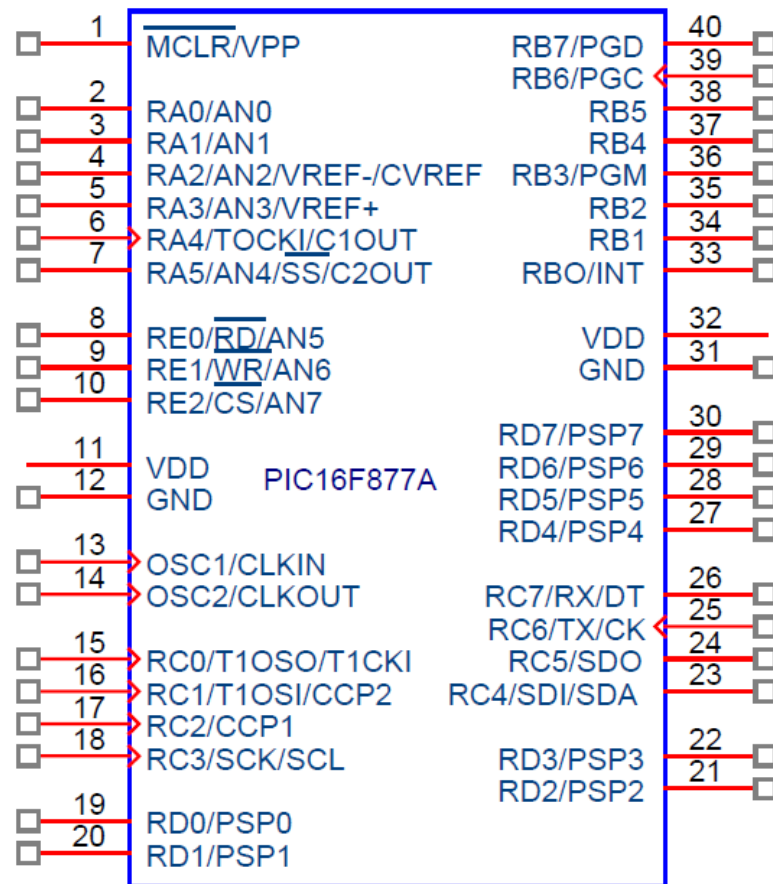 1 MCLR/VPP RB7/PGD 40
RB6/PGC 39
2 RA0/AN0 RB5 38
3 RA1/AN1 RB4 37
4 RA2/AN2/VREF-/CVREF RB3/PGM 36
5 RA3/AN3/VREF+ RB2 35
6 RA4/TOCKI/C1OUT RB1 34
7 RA5/AN4/SS/C2OUT RBO/INT 33
8 RE0/RD/AN5 VDD 32
9 RE1/WR/AN6 GND 31
10 RE2/CS/AN7
RD7/PSP7 30
11 VDD RD6/PSP6 29
PIC16F877A
12 GND RD5/PSP5 28
RD4/PSP4 27
13 OSC1/CLKIN
14 OSC2/CLKOUT RC7/RX/DT 26
RC6/TX/CK 25
15 RC0/T1OSO/T1CKI RC5/SDO 24
16 RC1/T1OSI/CCP2 RC4/SDI/SDA 23
17 RC2/CCP1
18 RC3/SCK/SCL RD3/PSP3 22
RD2/PSP2 21
19 RD0/PSP0
20 RD1/PSP1